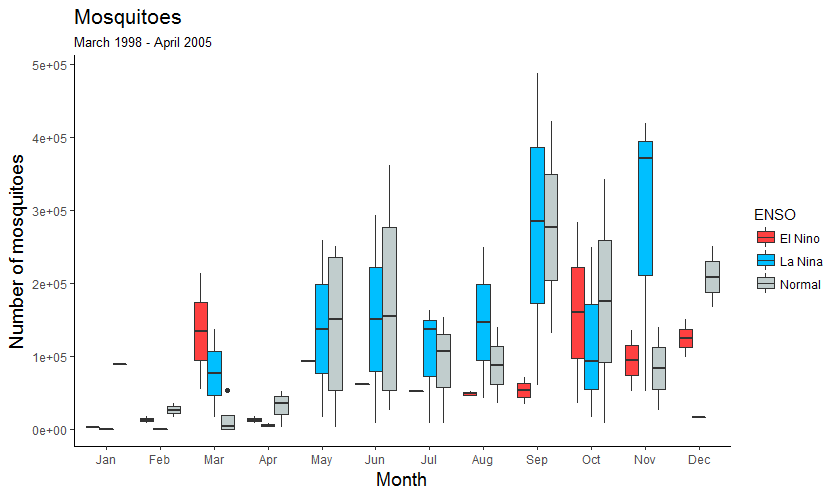 Mosquitoes
March 1998 - April 2005
Number of mosquitoes
5e+05
4e+05
3e+05
2e+05
1e+05
0e+00
Jan Feb Mar Apr May Jun Jul Aug Sep Oct Nov Dec
Month
ENSO
El Nino
La Nina
Normal